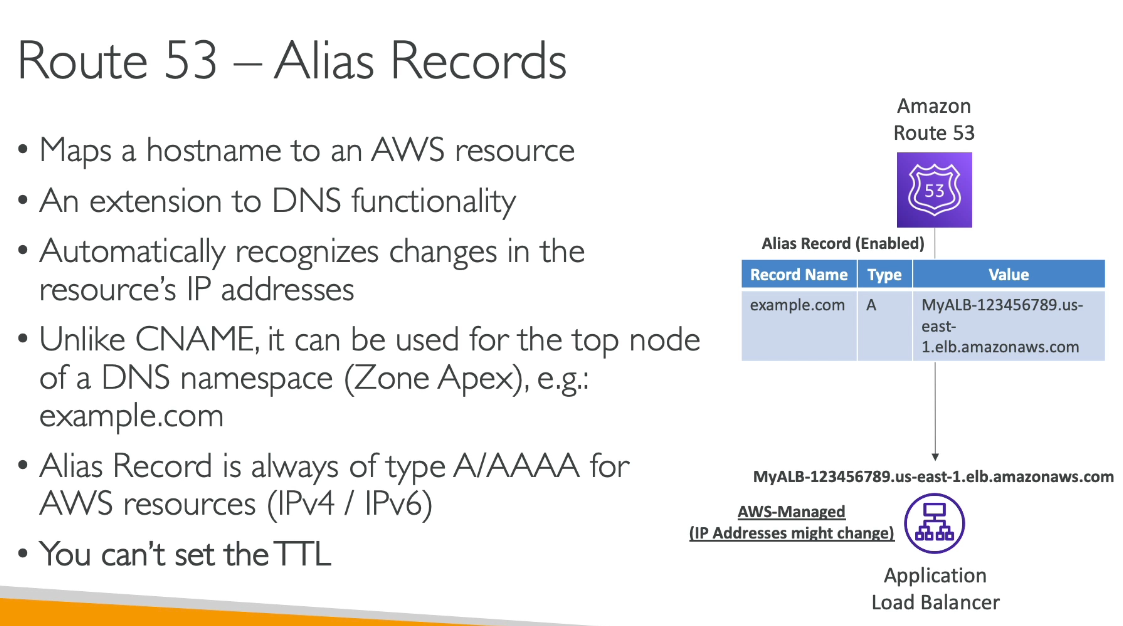 Route 53 – Alias Records
• Maps a hostname to an AWS resource
• An extension to DNS functionality
• Automatically recognizes changes in the
resource's IP addresses
• Unlike CNAME, it can be used for the top node
of a DNS namespace (Zone Apex), e.g.:
example.com
• Alias Record is always of type A/AAAA for
AWS resources (IPv4 / IPv6)
• You can't set the TTL
Amazon
Route 53
53
Alias Record (Enabled)
Record Name Type Value
example.com A MyALB-123456789.us-
east-
1.elb.amazonaws.com
MyALB-123456789.us-east-1.elb.amazonaws.com
AWS-Managed
(IP Addresses might change)
Application
Load Balancer